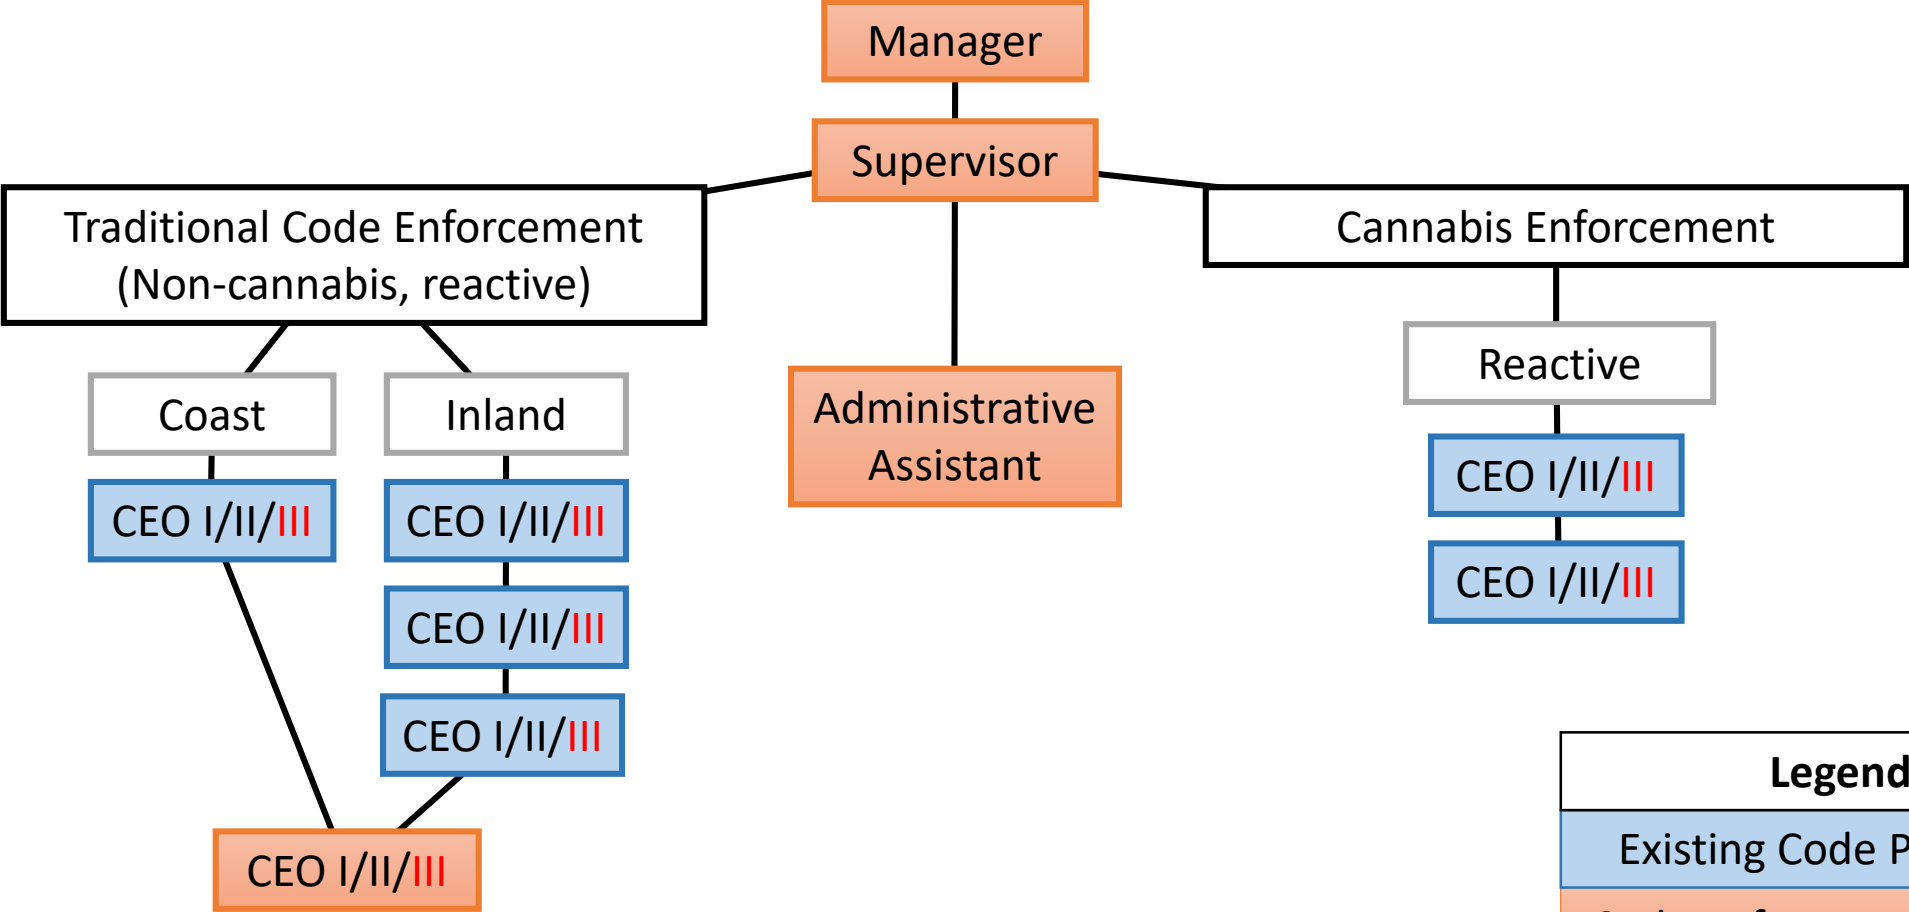 Manager
Supervisor
Traditional Code Enforcement
(Non-cannabis, reactive)
Cannabis Enforcement
Coast
Inland
Administrative
Assistant
Reactive
CEO I/II/III
CEO I/II/III
CEO I/II/III
CEO I/II/III
CEO I/II/III
CEO I/II/III
CEO I/II/III
Legend
Existing Code P